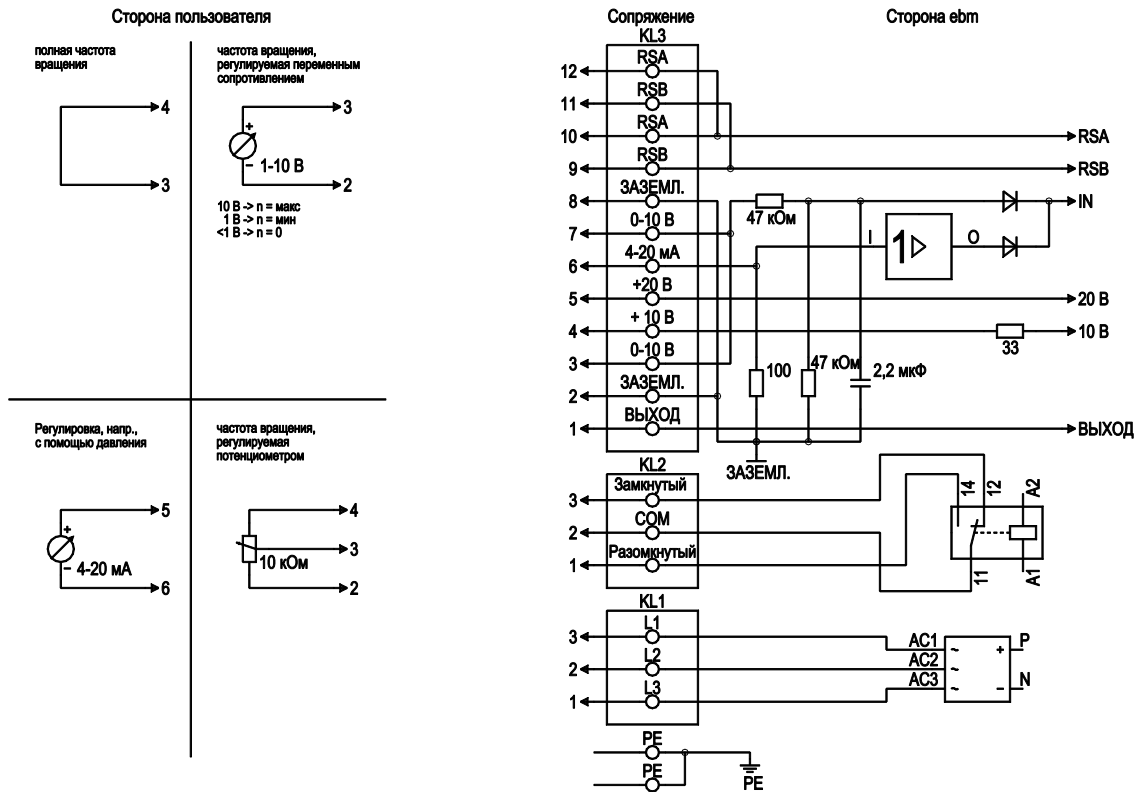 Сторона пользователя
полная частота
вращения
4
3
частота вращения,
регулируемая переменным
сопротивлением
3
+
− 1-10 В
2
10 В -> n = макс
1 В -> n = мин
<1 В -> n = 0
Регулировка, напр.,
с помощью давления
5
+
− 4-20 мА
6
частота вращения,
регулируемая
потенциометром
4
3
10 кОм
2
Сопряжение
Сторона ebm
KL3
RSA
12
RSB
11
RSA
10
RSA
RSB
9
RSB
ЗАЗЕМЛ.
8
47 кОм
IN
0-10 В
7
I
1
O
4-20 мА
6
+20 В
5
20 В
+ 10 В
4
33
10 В
0-10 В
3
100
47 кОм
2,2 мкФ
ЗАЗЕМЛ.
2
ВЫХОД
1
ВЫХОД
ЗАЗЕМЛ.
KL2
Замкнутый
3
COM
2
Разомкнутый
1
14
12
A2
11
A1
KL1
L1
3
AC1
~
+
P
L2
2
AC2
~
L3
1
AC3
~
−
N
PE
PE
PE